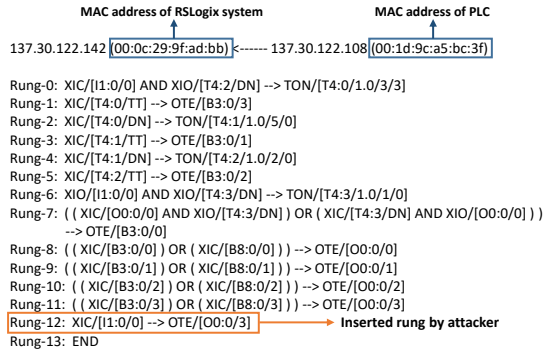 MAC address of RSLogix system MAC address of PLC
137.30.122.142 (00:0c:29:9f:ad:bb) <------ 137.30.122.108 (00:1d:9c:a5:bc:3f)
Rung-0: XIC/[I1:0/0] AND XIO/[T4:2/DN] --> TON/[T4:0/1.0/3/3]
Rung-1: XIC/[T4:0/TT] --> OTE/[B3:0/3]
Rung-2: XIC/[T4:0/DN] --> TON/[T4:1/1.0/5/0]
Rung-3: XIC/[T4:1/TT] --> OTE/[B3:0/1]
Rung-4: XIC/[T4:1/DN] --> TON/[T4:2/1.0/2/0]
Rung-5: XIC/[T4:2/TT] --> OTE/[B3:0/2]
Rung-6: XIO/[I1:0/0] AND XIO/[T4:3/DN] --> TON/[T4:3/1.0/1/0]
Rung-7: ( ( XIC/[O0:0/0] AND XIO/[T4:3/DN] ) OR ( XIC/[T4:3/DN] AND XIO/[O0:0/0] ) )
--> OTE/[B3:0/0]
Rung-8: ( ( XIC/[B3:0/0] ) OR ( XIC/[B8:0/0] ) ) --> OTE/[O0:0/0]
Rung-9: ( ( XIC/[B3:0/1] ) OR ( XIC/[B8:0/1] ) ) --> OTE/[O0:0/1]
Rung-10: ( ( XIC/[B3:0/2] ) OR ( XIC/[B8:0/2] ) ) --> OTE/[O0:0/2]
Rung-11: ( ( XIC/[B3:0/3] ) OR ( XIC/[B8:0/3] ) ) --> OTE/[O0:0/3]
Rung-12: XIC/[I1:0/0] --> OTE/[O0:0/3] Inserted rung by attacker
Rung-13: END